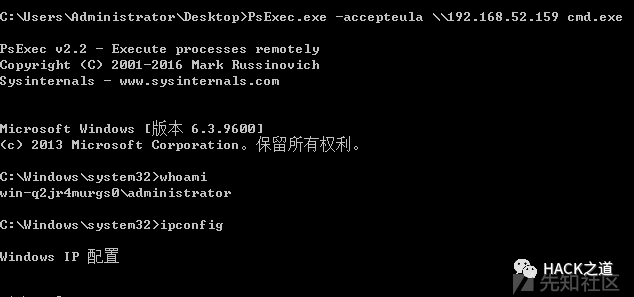 C:\Users\Administrator\Desktop>PsExec.exe -accepteula \\192.168.52.159 cmd.exe
PsExec v2.2 - Execute processes remotely
Copyright (C) 2001-2016 Mark Russinovich
Sysinternals - www.sysinternals.com
Microsoft Windows [版本 6.3.9600]
(c) 2013 Microsoft Corporation。保留所有权利。
C:\Windows\system32>whoami
win-q2jr4murgs0\administrator
C:\Windows\system32>ipconfig
Windows IP 配置
HACK之道
先知社区